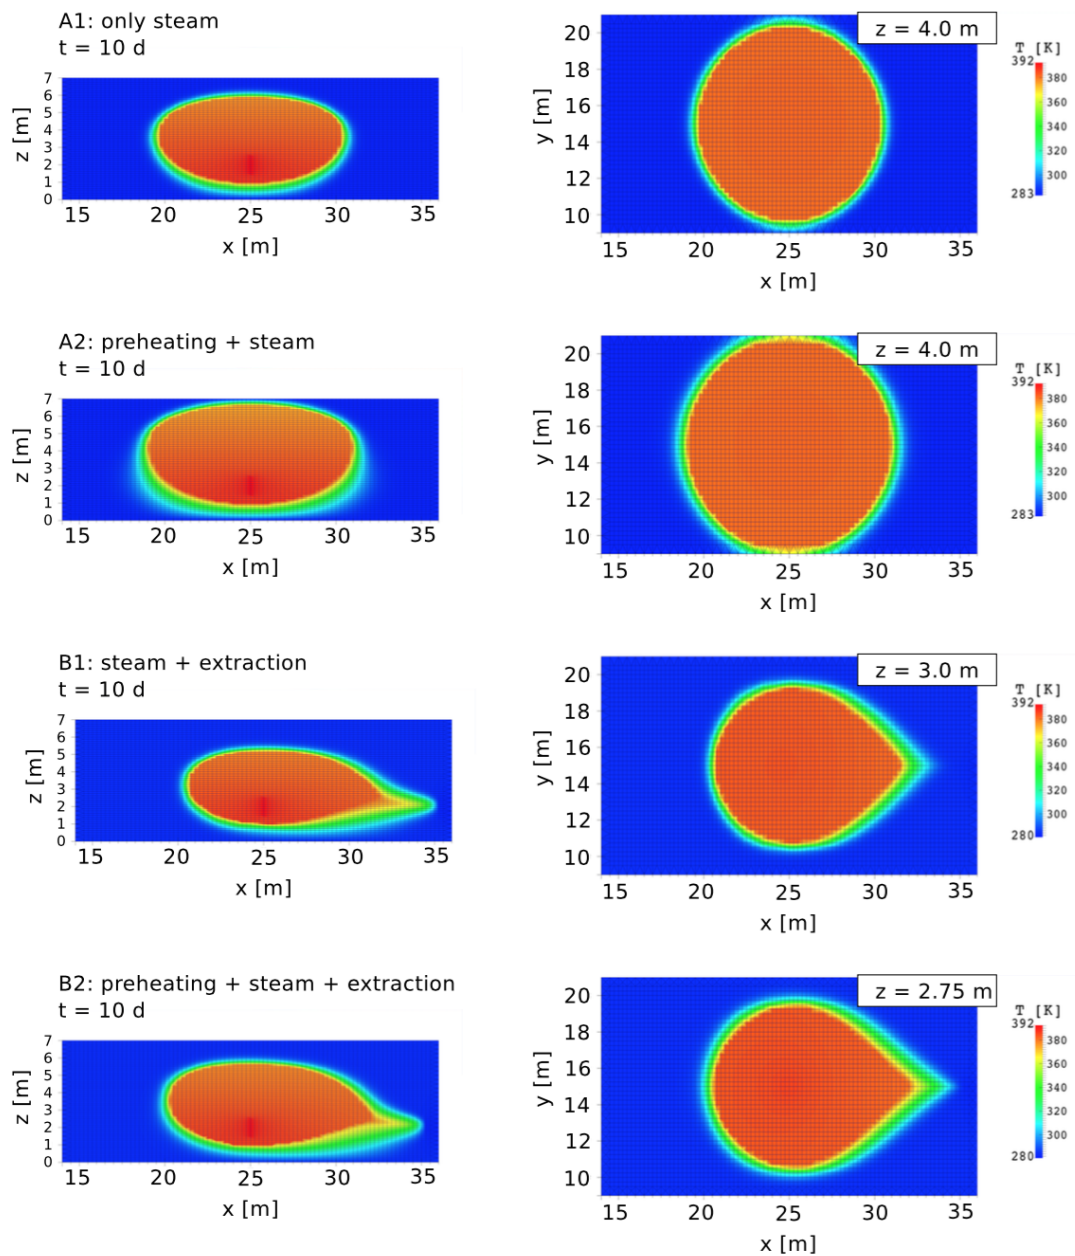 A1: only steam
t = 10 d
7
6
5
4
3
2
1
0
z [m]
15 20 25 30 35
x [m]
z = 4.0 m
20
18
16
14
12
10
y [m]
15 20 25 30 35
x [m]
T [K]
392
380
360
340
320
300
283
A2: preheating + steam
t = 10 d
7
6
5
4
3
2
1
0
z [m]
15 20 25 30 35
x [m]
z = 4.0 m
20
18
16
14
12
10
y [m]
15 20 25 30 35
x [m]
T [K]
392
380
360
340
320
300
283
B1: steam + extraction
t = 10 d
7
6
5
4
3
2
1
0
z [m]
15 20 25 30 35
x [m]
z = 3.0 m
20
18
16
14
12
10
y [m]
15 20 25 30 35
x [m]
T [K]
392
380
360
340
320
300
280
B2: preheating + steam + extraction
t = 10 d
7
6
5
4
3
2
1
0
z [m]
15 20 25 30 35
x [m]
z = 2.75 m
20
18
16
14
12
10
y [m]
15 20 25 30 35
x [m]
T [K]
392
380
360
340
320
300
280